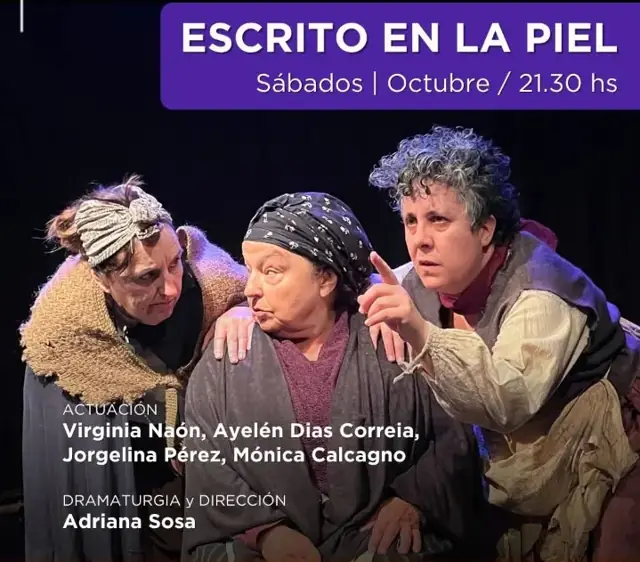 ESCRITO EN LA PIEL
Sábados | Octubre / 21.30 hs
ACTUACIÓN
Virginia Naón, Ayelén Dias Correia,
Jorgelina Pérez, Mónica Calcagno
DRAMATURGIA y DIRECCIÓN
Adriana Sosa